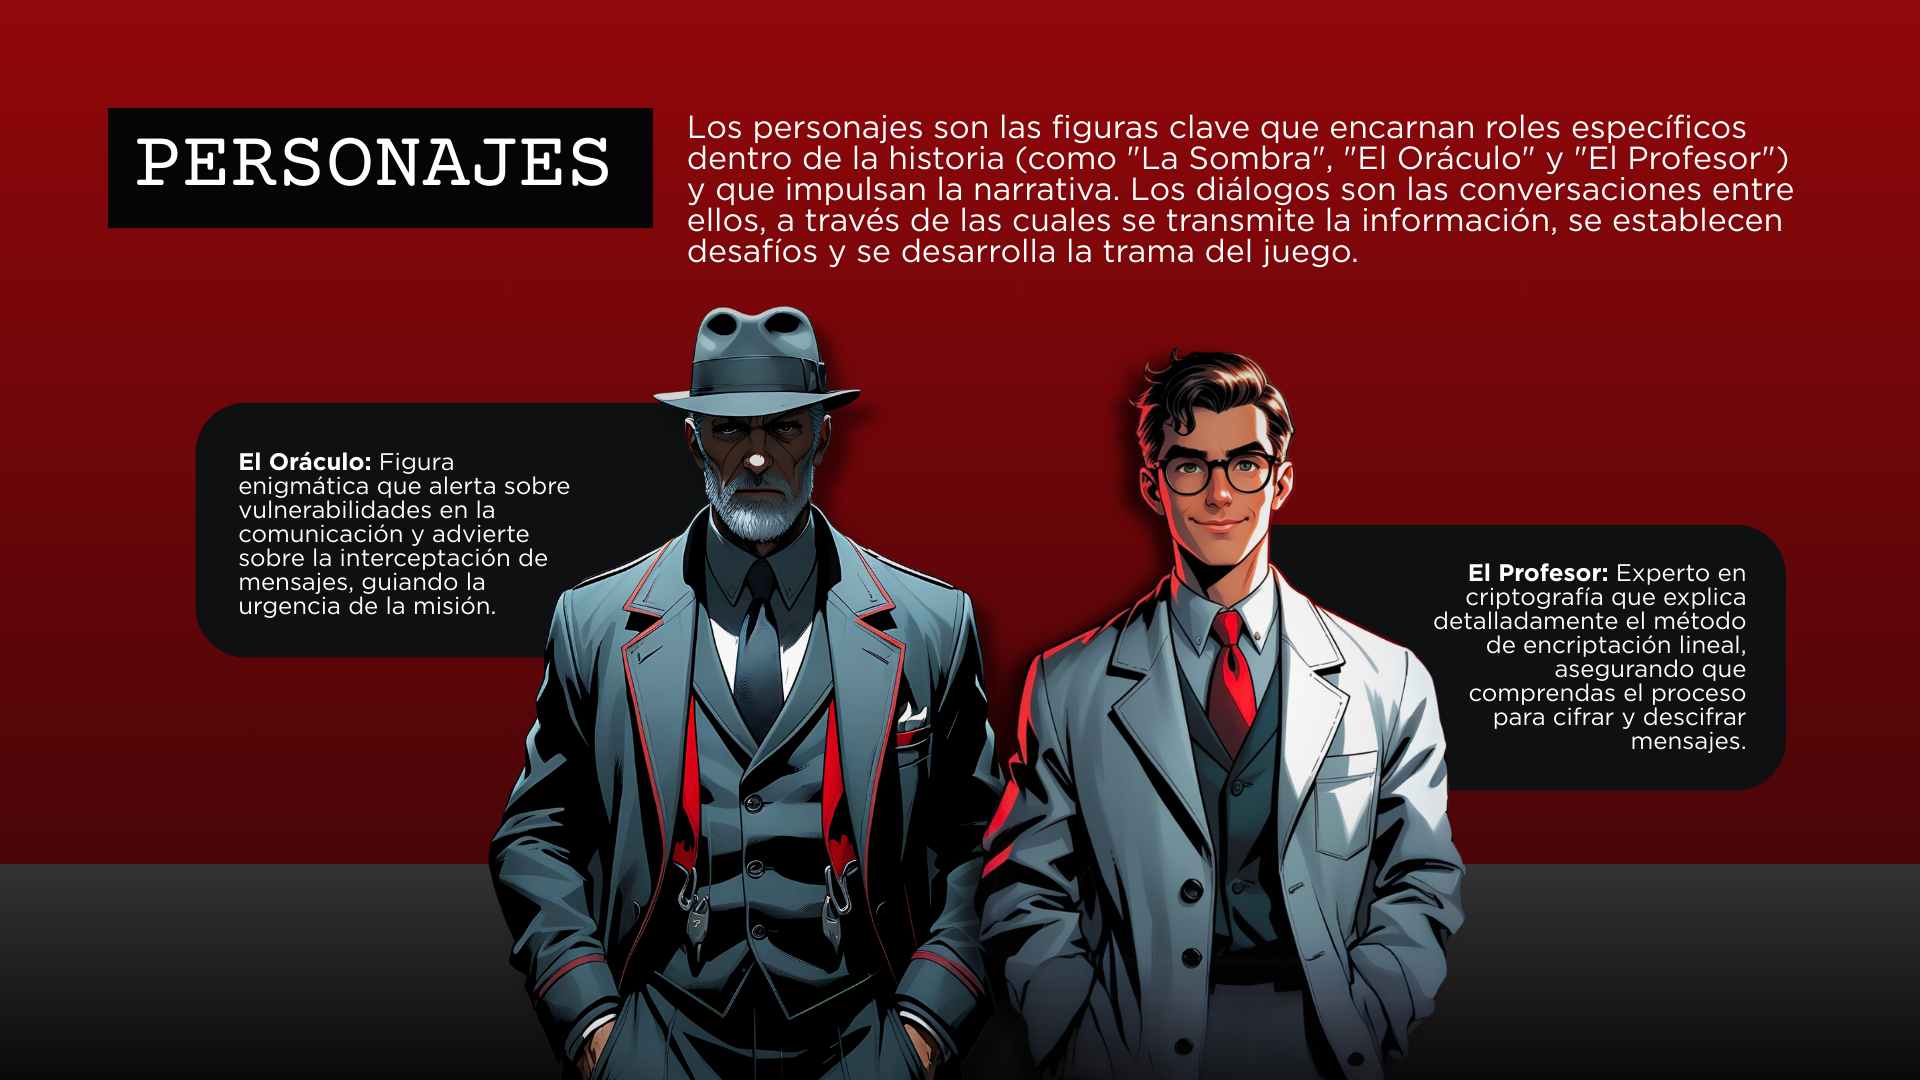 PERSONAJES
Los personajes son las figuras clave que encarnan roles específicos
dentro de la historia (como "La Sombra", "El Oráculo" y "El Profesor")
y que impulsan la narrativa. Los diálogos son las conversaciones entre
ellos, a través de las cuales se transmite la información, se establecen
desafíos y se desarrolla la trama del juego.
El Oráculo: Figura
enigmática que alerta sobre
vulnerabilidades en la
comunicación y advierte
sobre la interceptación de
mensajes, guiando la
urgencia de la misión.
El Profesor: Experto en
criptografía que explica
detalladamente el método
de encriptación lineal,
asegurando que
comprendas el proceso
para cifrar y descifrar
mensajes.